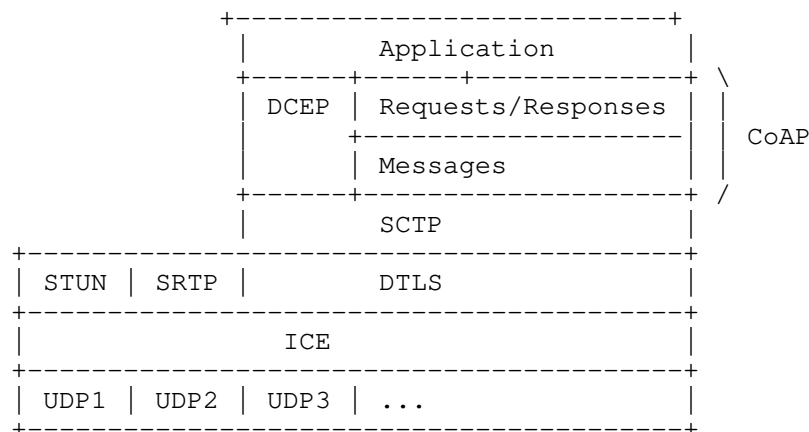 Application
DCEP Requests/Responses
CoAP
Messages
SCTP
STUN SRTP DTLS
ICE
UDP1 UDP2 UDP3 ...